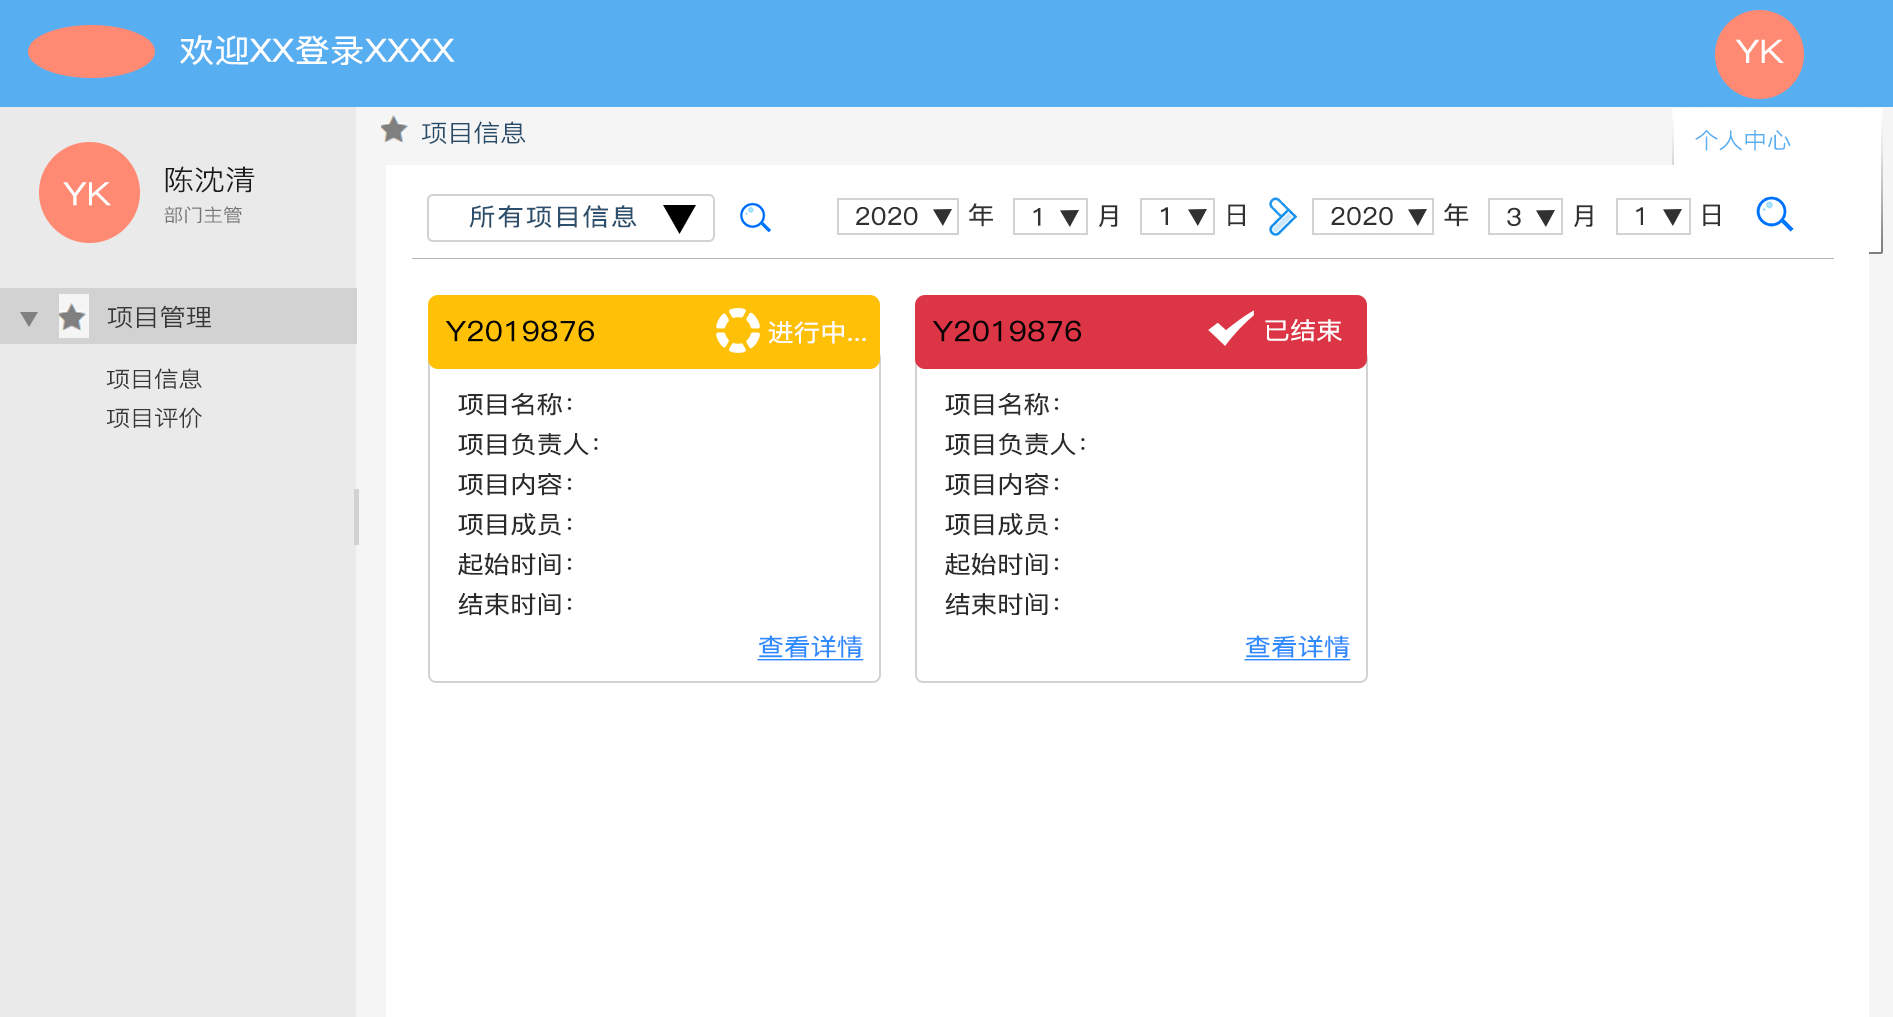 欢迎XX登录XXXX
YK
YK
陈沈清
部门主管
项目管理
项目信息
项目评价
项目信息
个人中心
所有项目信息
2020 年 1 月 1 日 2020 年 3 月 1 日
Y2019876 进行中...
项目名称：
项目负责人：
项目内容：
项目成员：
起始时间：
结束时间：
查看详情
Y2019876 已结束
项目名称：
项目负责人：
项目内容：
项目成员：
起始时间：
结束时间：
查看详情